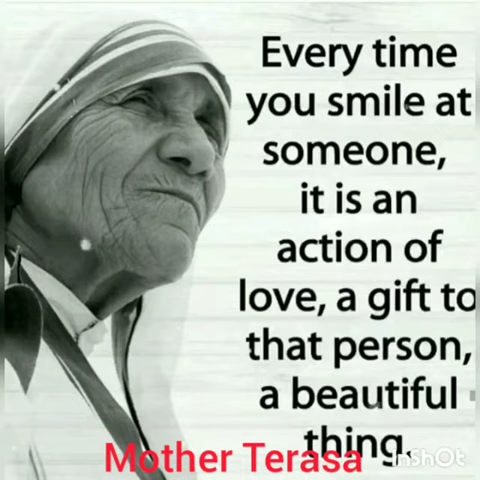 Every time
you smile at
someone,
it is an
action of
love, a gift to
that person,
a beautiful
thing.
Mother Terasa
InShOt